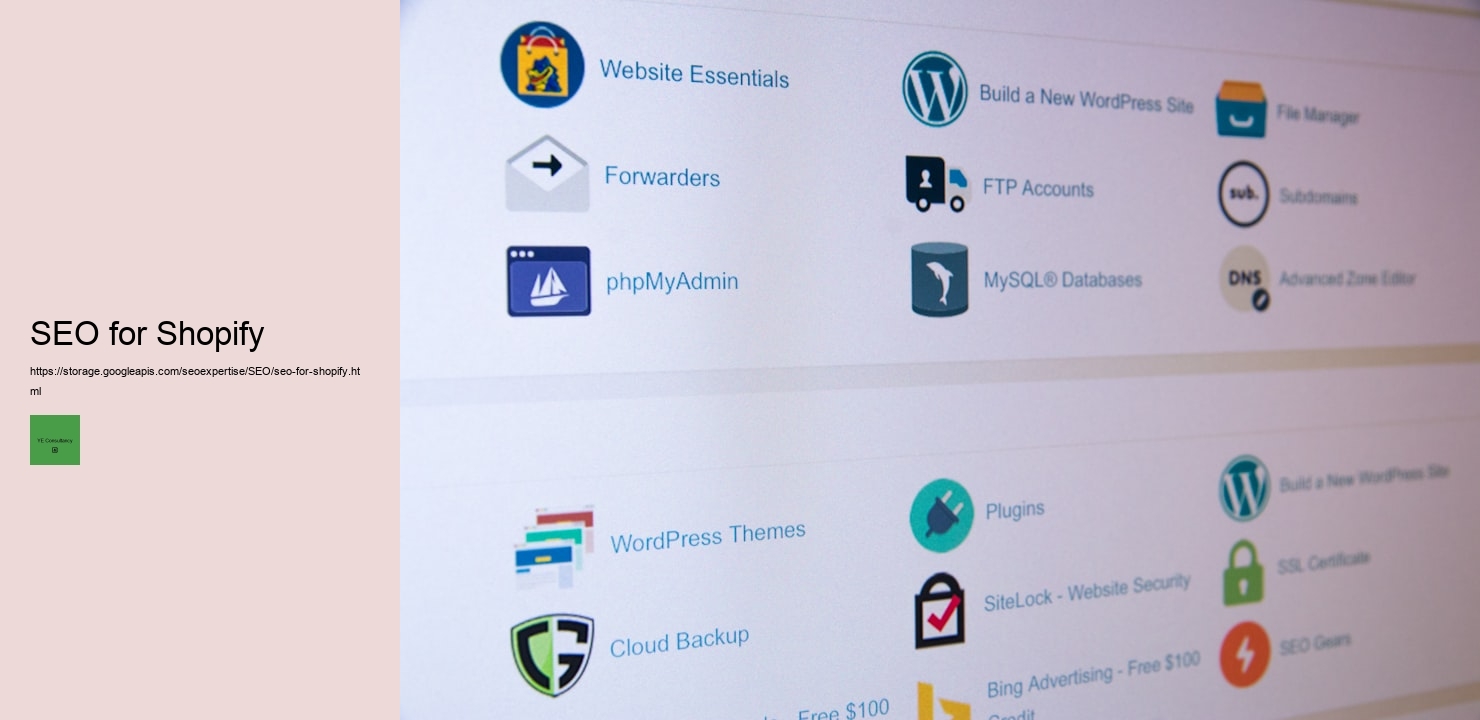 SEO for Shopify
https://storage.googleapis.com/seoexpertise/SEO/seo-for-shopify.ht
ml
YE Consultancy
Website Essentials
Build a New WordPress Site
File Manager
Forwarders
FTP Accounts
sub.
Subdomains
phpMyAdmin
MySQL® Databases
DNS
Advanced Zone Editor
WordPress Themes
Plugins
Build a New WordPress Site
SiteLock - Website Security
SSL Certificate
Cloud Backup
Bing Advertising - Free $100
Credit
SEO Gears
- Free $100